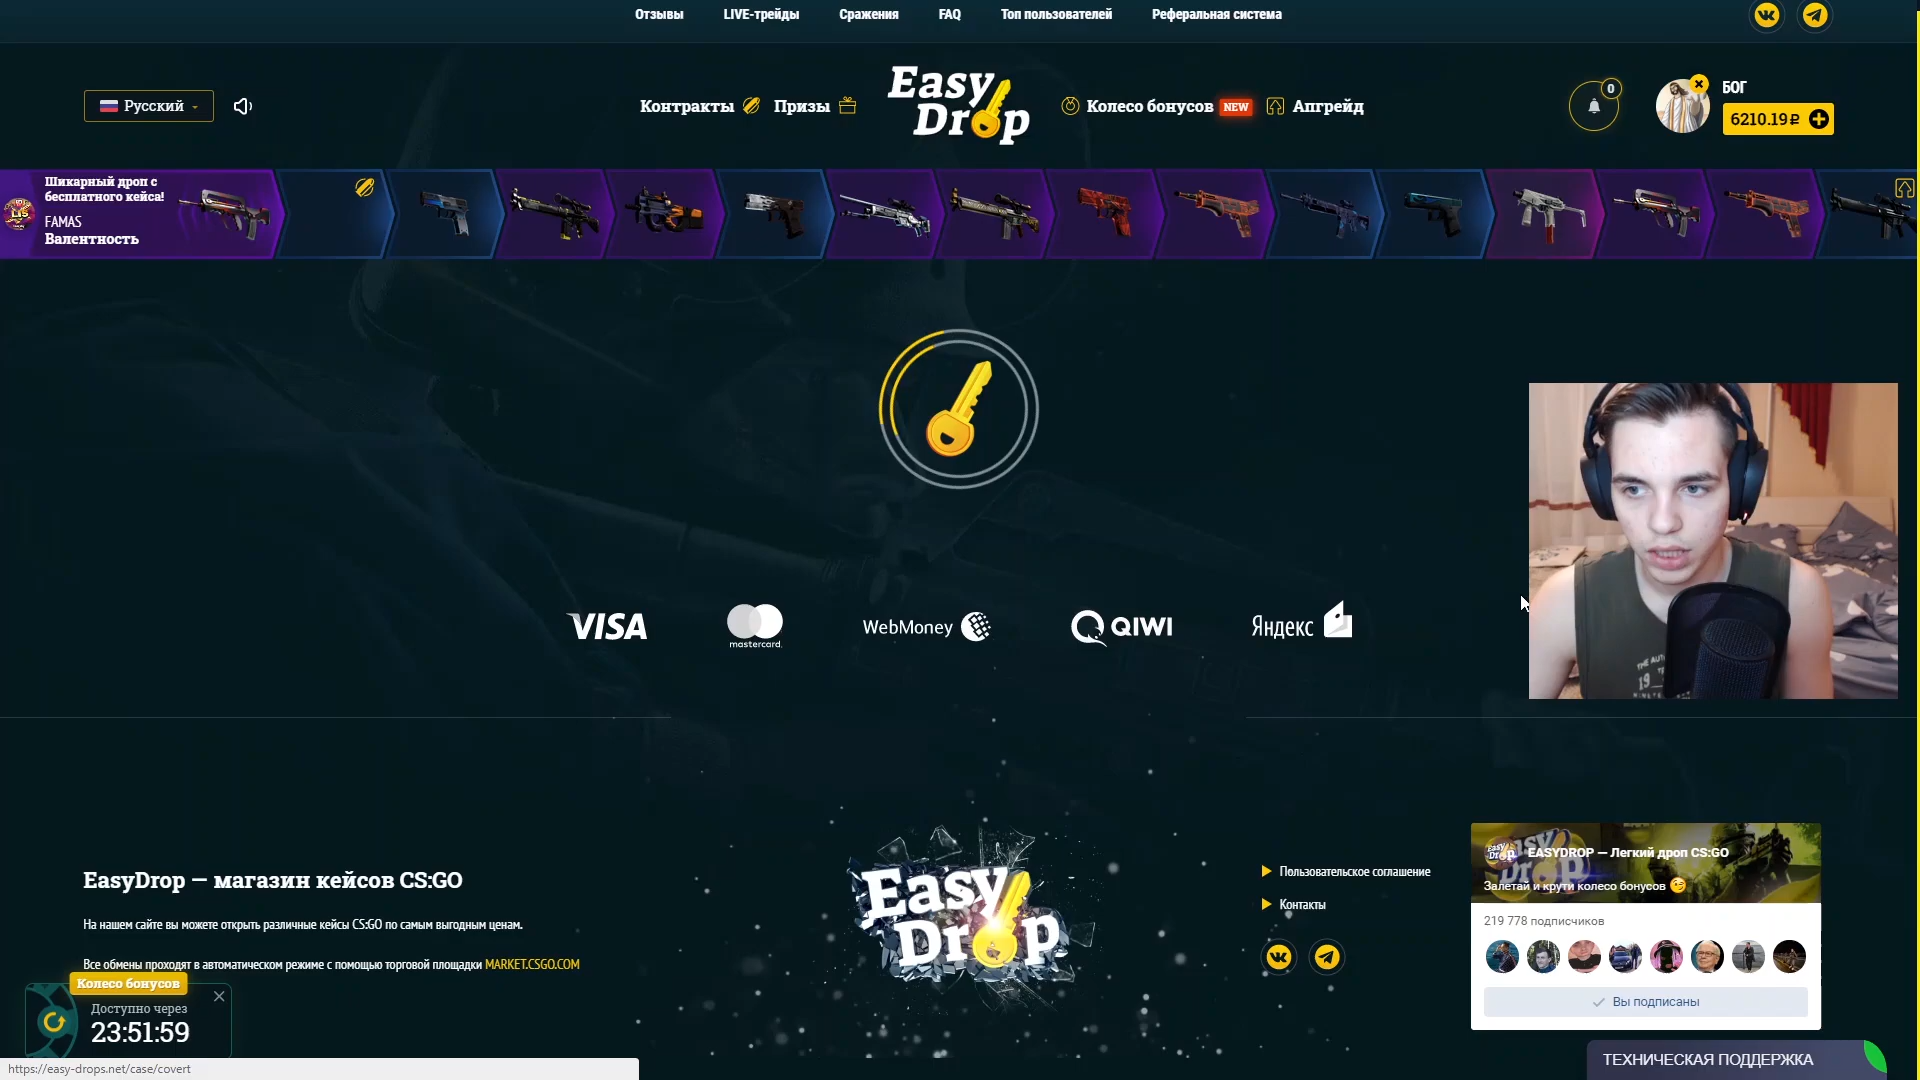 Отзывы
LIVE-трейды
Сражения
FAQ
Топ пользователей
Реферальная система
Русский
Контракты
Призы
Easy
Drop
Колесо бонусов NEW
Апгрейд
0
БОГ
6210.19₽
Шикарный дроп с
бесплатного кейса!
FAMAS
Валентность
VISA
mastercard.
WebMoney
QIWI
Яндекс
THE AU
19
EasyDrop — магазин кейсов CS:GO
На нашем сайте вы можете открыть различные кейсы CS:GO по самым выгодным ценам.
Все обмены проходят в автоматическом режиме с помощью торговой площадки MARKET.CSGO.COM
Easy
Drop
Пользовательское соглашение
Контакты
EASYDROP — Легкий дроп CS:GO
Залетай и крути колесо бонусов
219 778 подписчиков
Вы подписаны
Колесо бонусов
Доступно через
23:51:59
ТЕХНИЧЕСКАЯ ПОДДЕРЖКА
https://easy-drops.net/case/covert